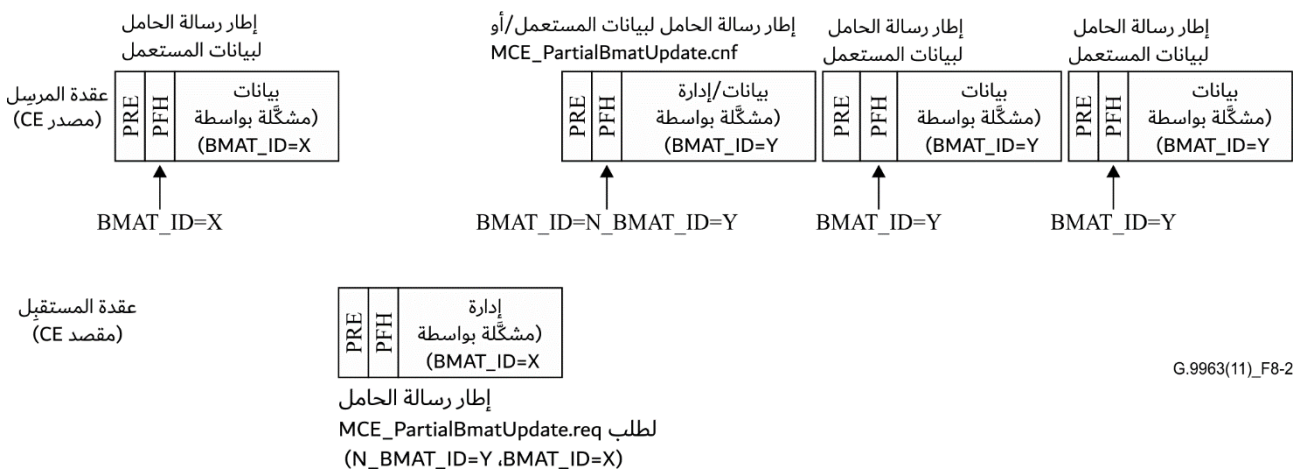 إطار رسالة الحامل
لبيانات المستعمل
إطار رسالة الحامل لبيانات المستعمل/أو
MCE_PartialBmatUpdate.cnf
إطار رسالة الحامل
لبيانات المستعمل
إطار رسالة الحامل
لبيانات المستعمل
عقدة المرسِل
(مصدر CE)
PRE
PFH
بيانات
(مشكَّلة بواسطة
BMAT_ID=X)
PRE
PFH
بيانات/إدارة
(مشكَّلة بواسطة
BMAT_ID=Y)
PRE
PFH
بيانات
(مشكَّلة بواسطة
BMAT_ID=Y)
PRE
PFH
بيانات
(مشكَّلة بواسطة
BMAT_ID=Y)
BMAT_ID=X
BMAT_ID=N_BMAT_ID=Y
BMAT_ID=Y
BMAT_ID=Y
عقدة المستقبِل
(مقصد CE)
PRE
PFH
إدارة
(مشكَّلة بواسطة
BMAT_ID=X)
إطار رسالة الحامل
لطلب MCE_PartialBmatUpdate.req
(N_BMAT_ID=Y ،BMAT_ID=X)
G.9963(11)_F8-2